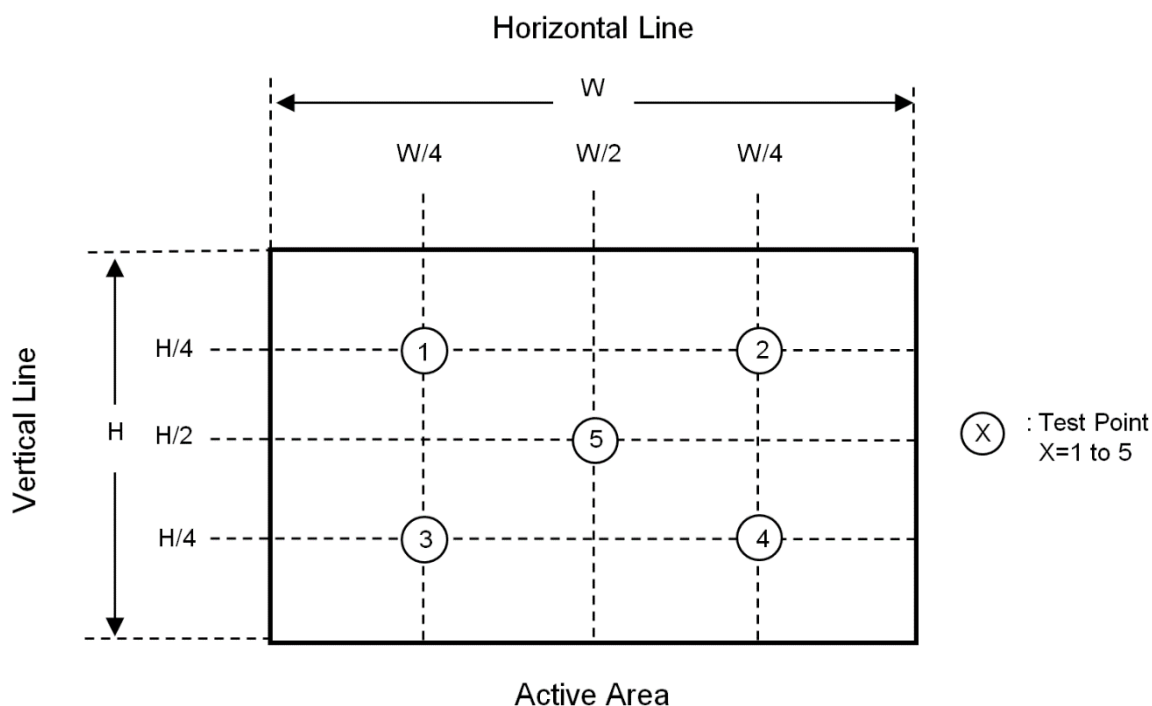 Horizontal Line
W
W/4 W/2 W/4
Vertical Line
H
H/4
1 2
H/2
5
H/4
3 4
X : Test Point
X=1 to 5
Active Area